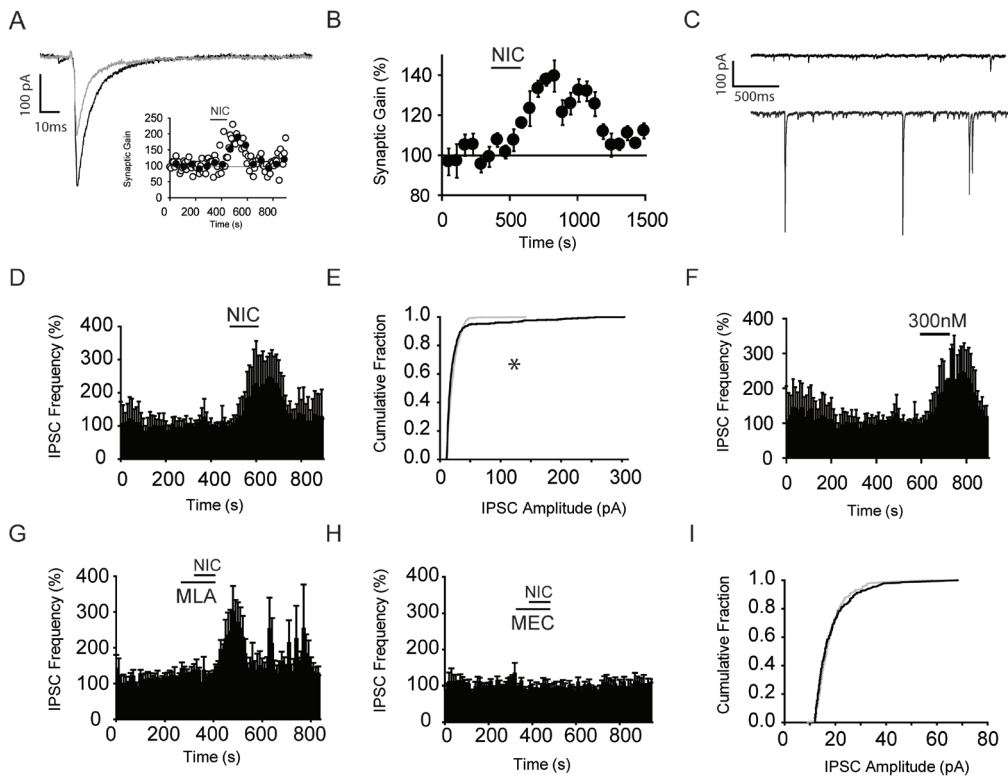 A
100 pA
10ms
NIC
Synaptic Gain
250
200
150
100
50
0
0 200 400 600 800
Time (s)
B
NIC
Synaptic Gain (%)
140
120
100
80
0 500 1000 1500
Time (s)
C
100 pA
500ms
D
NIC
IPSC Frequency (%)
400
300
200
100
0
0 200 400 600 800
Time (s)
E
Cumulative Fraction
1.0
0.8
0.6
0.4
0.2
0.0
*
0 50 100 150 200 250 300
IPSC Amplitude (pA)
F
300nM
IPSC Frequency (%)
400
300
200
100
0
0 200 400 600 800
Time (s)
G
NIC
MLA
IPSC Frequency (%)
400
300
200
100
0
0 200 400 600 800
Time (s)
H
NIC
MEC
IPSC Frequency (%)
400
300
200
100
0
0 200 400 600 800
Time (s)
I
Cumulative Fraction
1.0
0.8
0.6
0.4
0.2
0.0
0 20 40 60 80
IPSC Amplitude (pA)